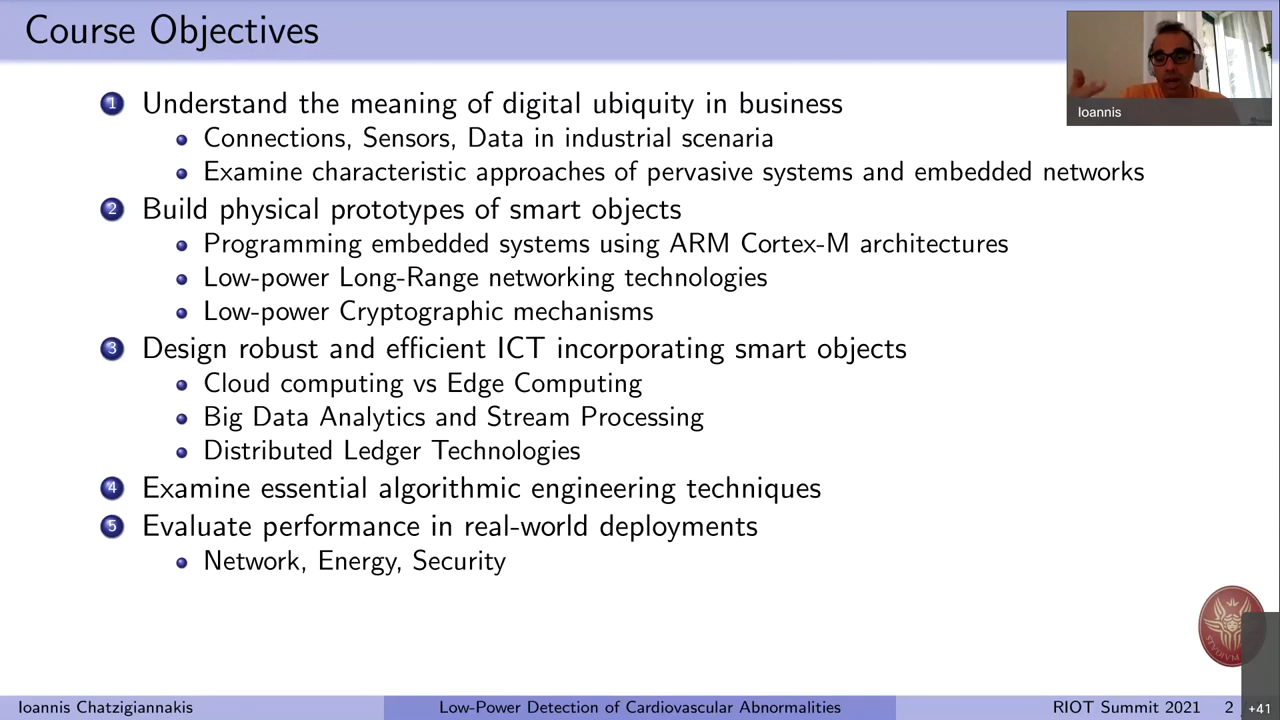 Course Objectives
Ioannis
1 Understand the meaning of digital ubiquity in business
Connections, Sensors, Data in industrial scenaria
Examine characteristic approaches of pervasive systems and embedded networks
2 Build physical prototypes of smart objects
Programming embedded systems using ARM Cortex-M architectures
Low-power Long-Range networking technologies
Low-power Cryptographic mechanisms
3 Design robust and efficient ICT incorporating smart objects
Cloud computing vs Edge Computing
Big Data Analytics and Stream Processing
Distributed Ledger Technologies
4 Examine essential algorithmic engineering techniques
5 Evaluate performance in real-world deployments
Network, Energy, Security
Ioannis Chatzigiannakis Low-Power Detection of Cardiovascular Abnormalities RIOT Summit 2021 2 +41